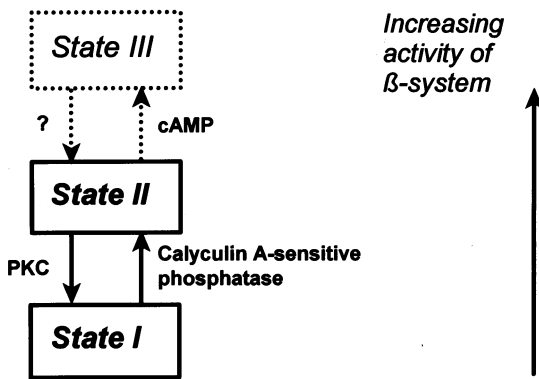 State III
Increasing
activity of
ß-system
?
cAMP
State II
PKC
Calyculin A-sensitive
phosphatase
State I